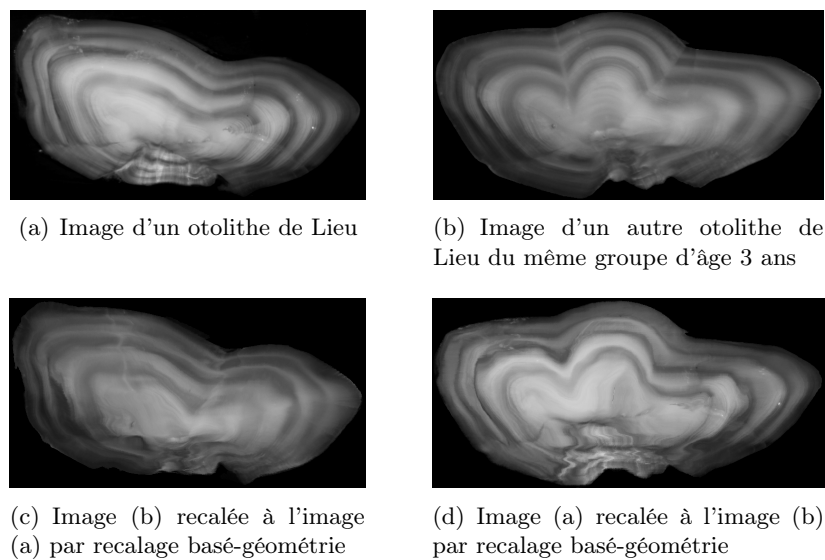 (a) Image d'un otolithe de Lieu
(b) Image d'un autre otolithe de
Lieu du même groupe d'âge 3 ans
(c) Image (b) recalée à l'image
(a) par recalage basé-géométrie
(d) Image (a) recalée à l'image (b)
par recalage basé-géométrie